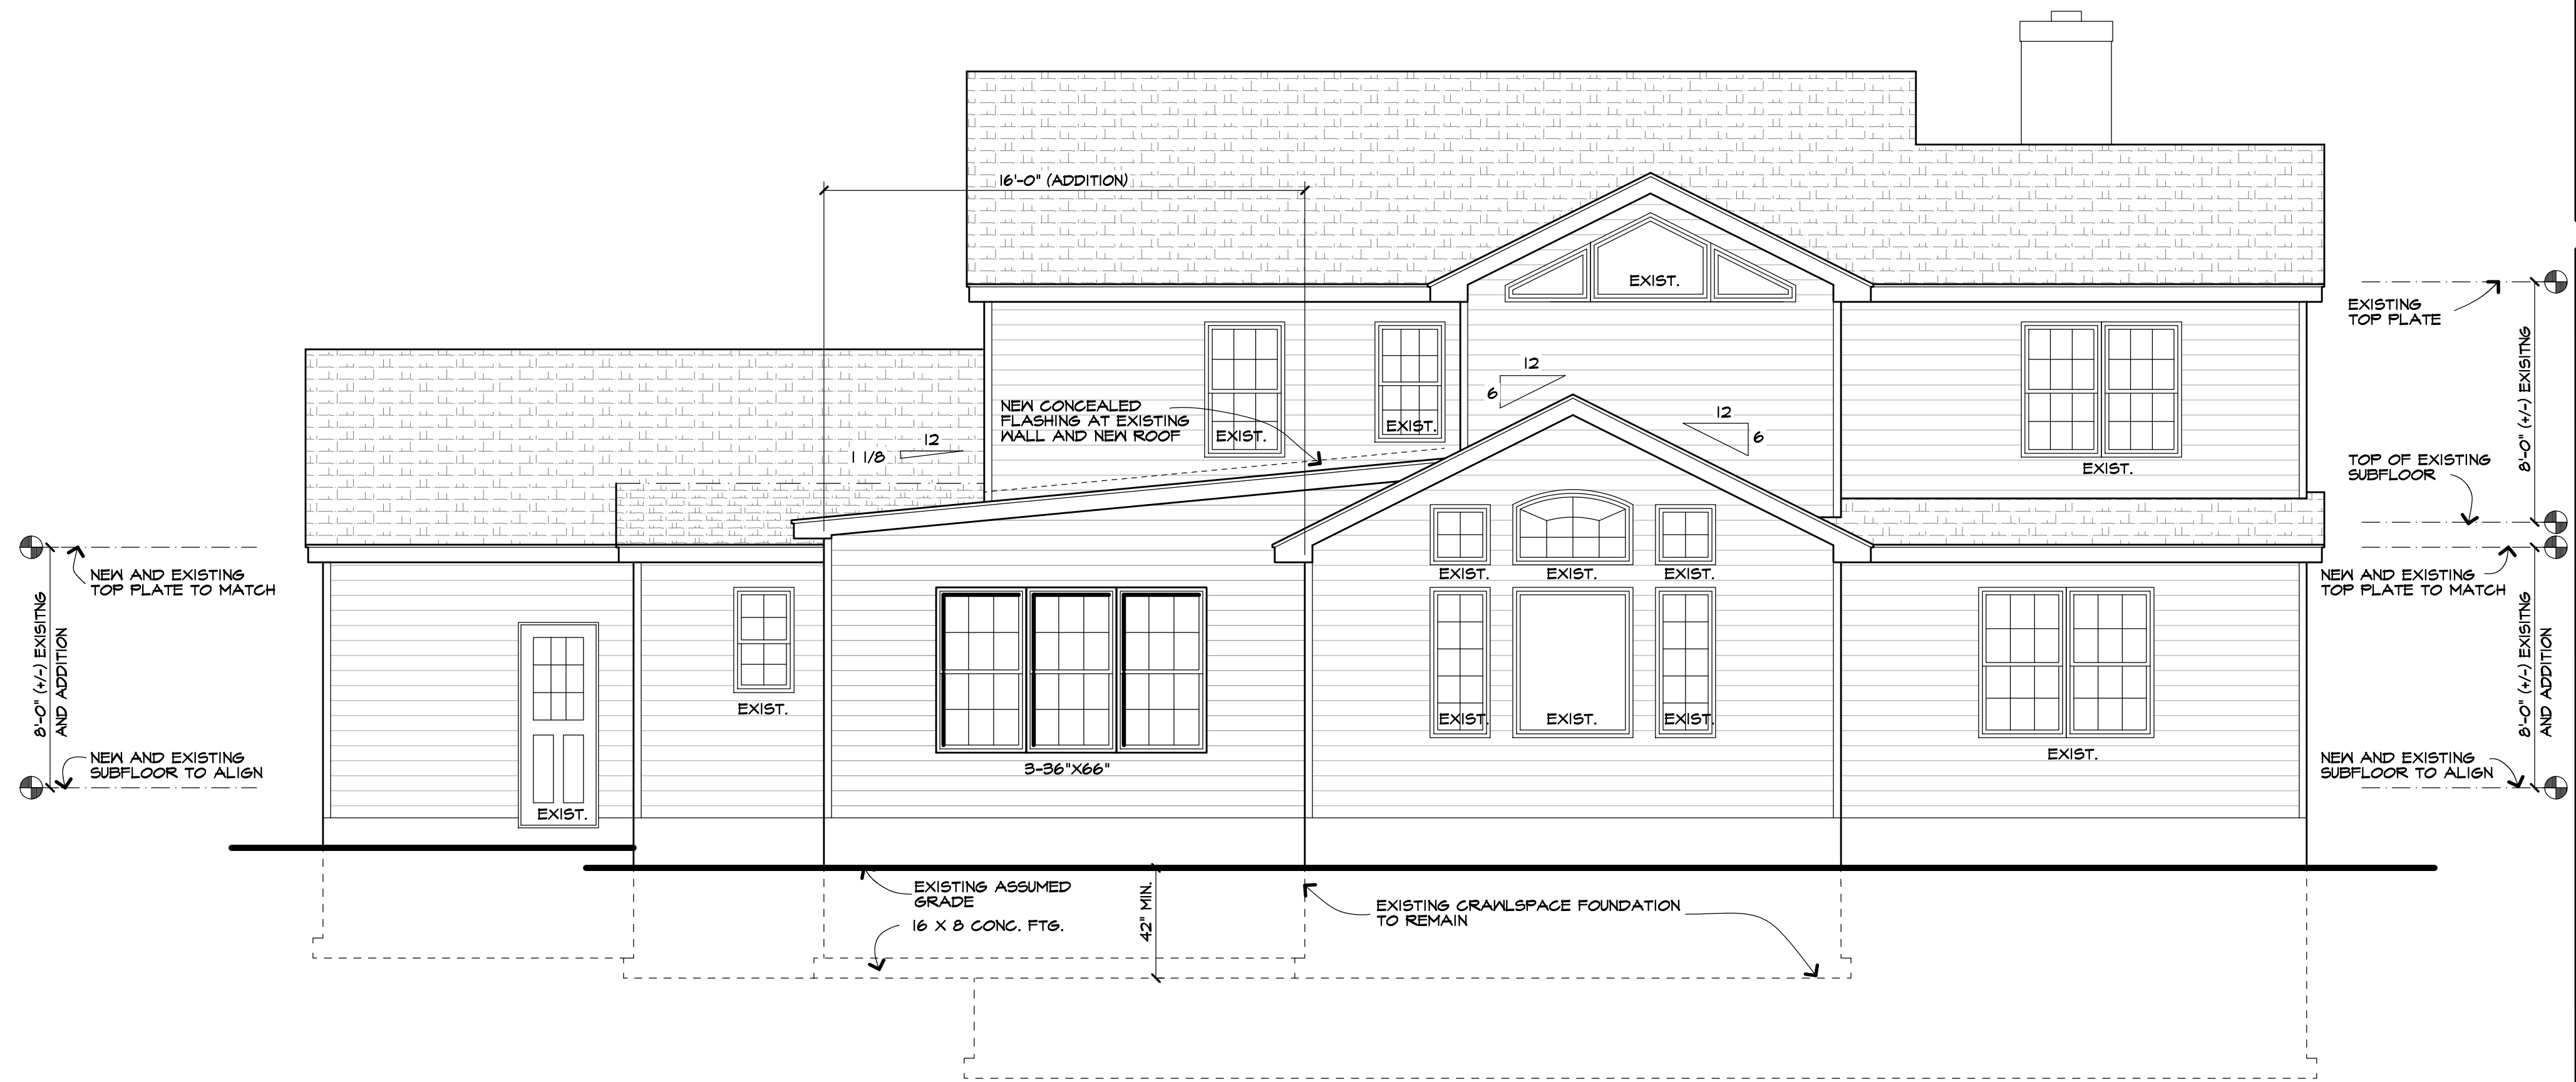 16'-0" (ADDITION)
EXIST.
EXISTING
TOP PLATE
8'-0" (+/-) EXISITNG
12
6
NEW CONCEALED
FLASHING AT EXISTING
WALL AND NEW ROOF
EXIST.
EXIST.
12
6
12
1 1/8
EXIST.
TOP OF EXISTING
SUBFLOOR
NEW AND EXISTING
TOP PLATE TO MATCH
EXIST.
EXIST.
EXIST.
NEW AND EXISTING
TOP PLATE TO MATCH
8'-0" (+/-) EXISITNG
AND ADDITION
EXIST.
EXIST.
EXIST.
EXIST.
8'-0" (+/-) EXISITNG
AND ADDITION
NEW AND EXISTING
SUBFLOOR TO ALIGN
3-36"X66"
EXIST.
NEW AND EXISTING
SUBFLOOR TO ALIGN
EXIST.
EXISTING ASSUMED
GRADE
16 X 8 CONC. FTG.
42" MIN.
EXISTING CRAWLSPACE FOUNDATION
TO REMAIN